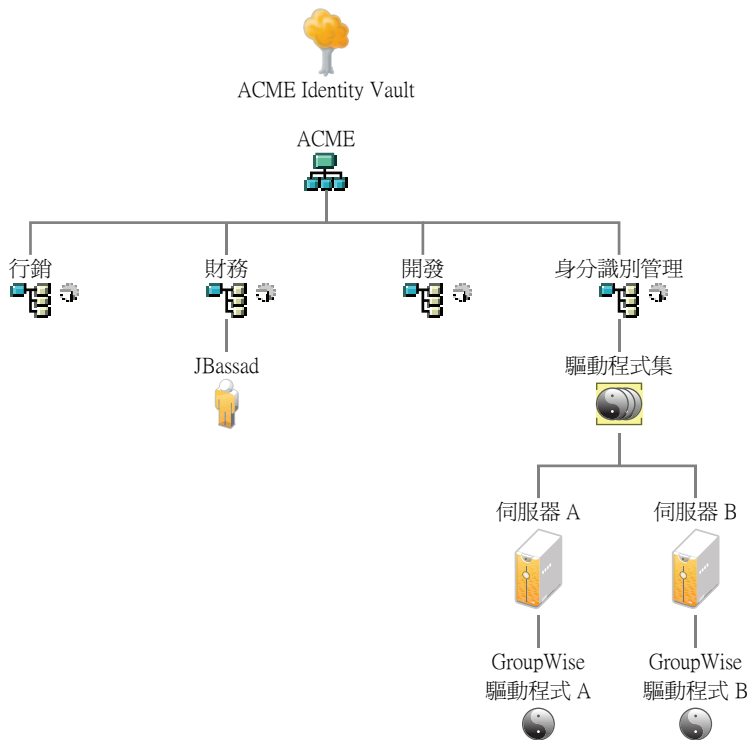 ACME Identity Vault
ACME
行銷
財務
開發
身分識別管理
JBassad
驅動程式集
伺服器 A
伺服器 B
GroupWise
驅動程式 A
GroupWise
驅動程式 B